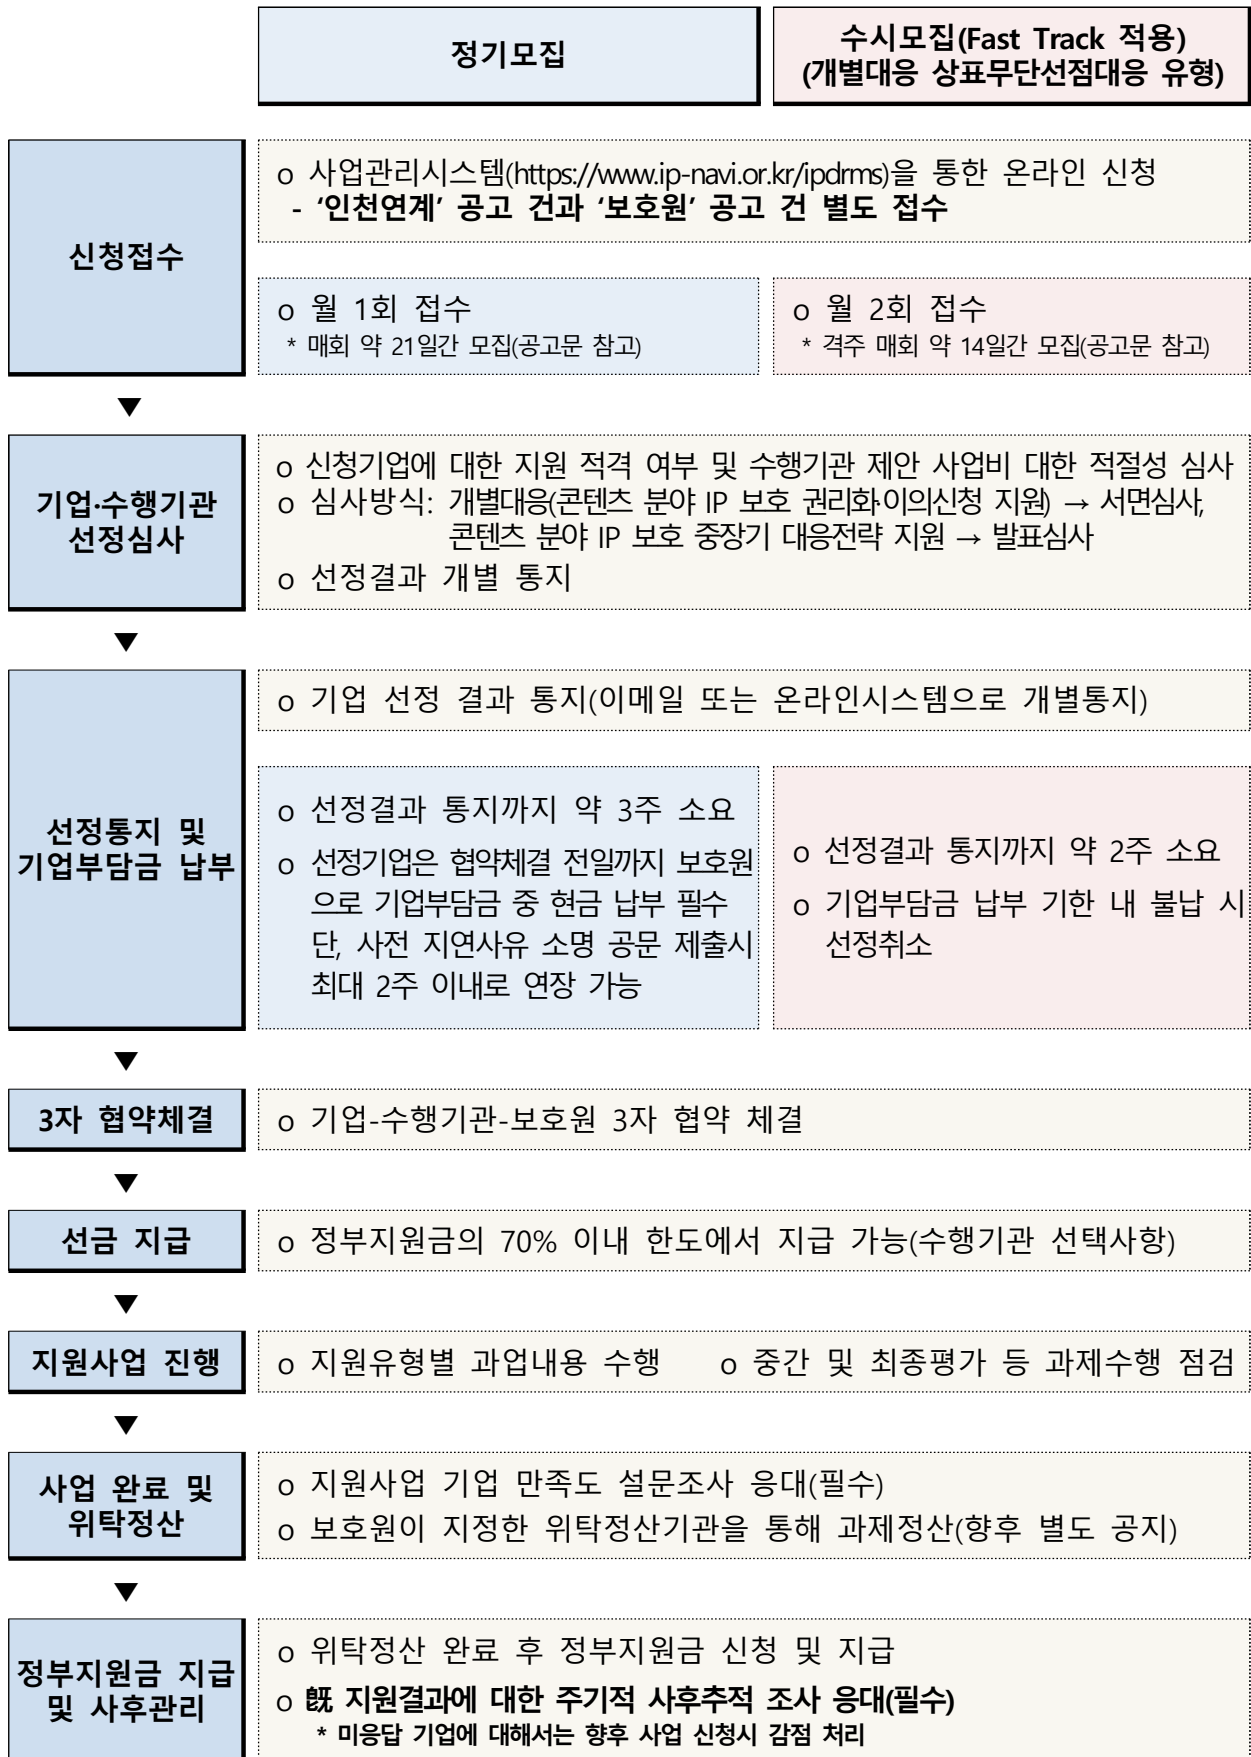 정기모집
수시모집(Fast Track 적용)
(개별대응 상표무단선점대응 유형)
신청접수
o 사업관리시스템(https://www.ip-navi.or.kr/ipdrms)을 통한 온라인 신청
- ‘인천연계’ 공고 건과 ‘보호원’ 공고 건 별도 접수
o 월 1회 접수
* 매회 약 21일간 모집(공고문 참고)
o 월 2회 접수
* 격주 매회 약 14일간 모집(공고문 참고)
▼
기업·수행기관
선정심사
o 신청기업에 대한 지원 적격 여부 및 수행기관 제안 사업비 대한 적절성 심사
o 심사방식: 개별대응(콘텐츠 분야 IP 보호 권리화·이의신청 지원) → 서면심사,
콘텐츠 분야 IP 보호 중장기 대응전략 지원 → 발표심사
o 선정결과 개별 통지
▼
선정통지 및
기업부담금 납부
o 기업 선정 결과 통지(이메일 또는 온라인시스템으로 개별통지)
o 선정결과 통지까지 약 3주 소요
o 선정기업은 협약체결 전일까지 보호원
으로 기업부담금 중 현금 납부 필수
단, 사전 지연사유 소명 공문 제출시
최대 2주 이내로 연장 가능
o 선정결과 통지까지 약 2주 소요
o 기업부담금 납부 기한 내 불납 시
선정취소
▼
3자 협약체결
o 기업-수행기관-보호원 3자 협약 체결
▼
선금 지급
o 정부지원금의 70% 이내 한도에서 지급 가능(수행기관 선택사항)
▼
지원사업 진행
o 지원유형별 과업내용 수행 o 중간 및 최종평가 등 과제수행 점검
▼
사업 완료 및
위탁정산
o 지원사업 기업 만족도 설문조사 응대(필수)
o 보호원이 지정한 위탁정산기관을 통해 과제정산(향후 별도 공지)
▼
정부지원금 지급
및 사후관리
o 위탁정산 완료 후 정부지원금 신청 및 지급
o 旣 지원결과에 대한 주기적 사후추적 조사 응대(필수)
* 미응답 기업에 대해서는 향후 사업 신청시 감점 처리